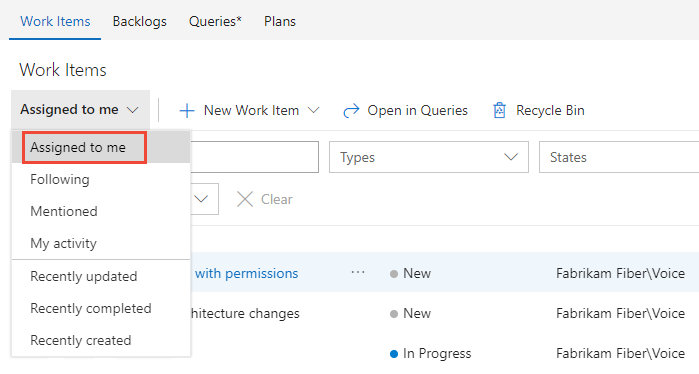 Work Items Backlogs Queries* Plans
Work Items
Assigned to me New Work Item Open in Queries Recycle Bin
Assigned to me Types States
Following
Mentioned Clear
My activity
Recently updated with permissions ... New Fabrikam Fiber\Voice
Recently completed changes New Fabrikam Fiber\Voice
Recently created In Progress Fabrikam Fiber\Voice